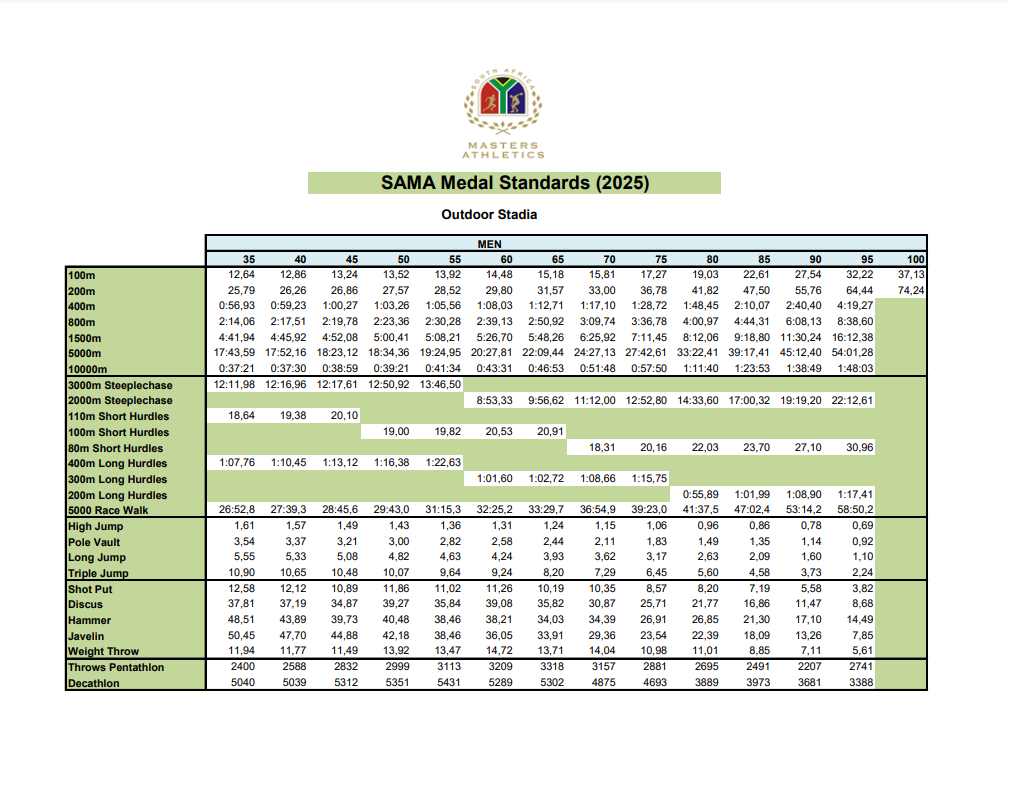 SOUTH AFRICA
MASTERS
ATHLETICS
SAMA Medal Standards (2025)
Outdoor Stadia
MEN
35 40 45 50 55 60 65 70 75 80 85 90 95 100
100m 12,64 12,86 13,24 13,52 13,92 14,48 15,18 15,81 17,27 19,03 22,61 27,54 32,22 37,13
200m 25,79 26,26 26,86 27,57 28,52 29,80 31,57 33,00 36,78 41,82 47,50 55,76 64,44 74,24
400m 0:56,93 0:59,23 1:00,27 1:03,26 1:05,56 1:08,03 1:12,71 1:17,10 1:28,72 1:48,45 2:10,07 2:40,40 4:19,27
800m 2:14,06 2:17,51 2:19,78 2:23,36 2:30,28 2:39,13 2:50,92 3:09,74 3:36,78 4:00,97 4:44,31 6:08,13 8:38,60
1500m 4:41,94 4:45,92 4:52,08 5:00,41 5:08,21 5:26,70 5:48,26 6:25,92 7:11,45 8:12,06 9:18,80 11:30,24 16:12,38
5000m 17:43,59 17:52,16 18:23,12 18:34,36 19:24,95 20:27,81 22:09,44 24:27,13 27:42,61 33:22,41 39:17,41 45:12,40 54:01,28
10000m 0:37:21 0:37:30 0:38:59 0:39:21 0:41:34 0:43:31 0:46:53 0:51:48 0:57:50 1:11:40 1:23:53 1:38:49 1:48:03
3000m Steeplechase 12:11,98 12:16,96 12:17,61 12:50,92 13:46,50
2000m Steeplechase 8:53,33 9:56,62 11:12,00 12:52,80 14:33,60 17:00,32 19:19,20 22:12,61
110m Short Hurdles 18,64 19,38 20,10
100m Short Hurdles 19,00 19,82 20,53 20,91
80m Short Hurdles 18,31 20,16 22,03 23,70 27,10 30,96
400m Long Hurdles 1:07,76 1:10,45 1:13,12 1:16,38 1:22,63
300m Long Hurdles 1:01,60 1:02,72 1:08,66 1:15,75
200m Long Hurdles 0:55,89 1:01,99 1:08,90 1:17,41
5000 Race Walk 26:52,8 27:39,3 28:45,6 29:43,0 31:15,3 32:25,2 33:29,7 36:54,9 39:23,0 41:37,5 47:02,4 53:14,2 58:50,2
High Jump 1,61 1,57 1,49 1,43 1,36 1,31 1,24 1,15 1,06 0,96 0,86 0,78 0,69
Pole Vault 3,54 3,37 3,21 3,00 2,82 2,58 2,44 2,11 1,83 1,49 1,35 1,14 0,92
Long Jump 5,55 5,33 5,08 4,82 4,63 4,24 3,93 3,62 3,17 2,63 2,09 1,60 1,10
Triple Jump 10,90 10,65 10,48 10,07 9,64 9,24 8,20 7,29 6,45 5,60 4,58 3,73 2,24
Shot Put 12,58 12,12 10,89 11,86 11,02 11,26 10,19 10,35 8,57 8,20 7,19 5,58 3,82
Discus 37,81 37,19 34,87 39,27 35,84 39,08 35,82 30,87 25,71 21,77 16,86 11,47 8,68
Hammer 48,51 43,89 39,73 40,48 38,46 38,21 34,03 34,39 26,91 26,85 21,30 17,10 14,49
Javelin 50,45 47,70 44,88 42,18 38,46 36,05 33,91 29,36 23,54 22,39 18,09 13,26 7,85
Weight Throw 11,94 11,77 11,49 13,92 13,47 14,72 13,71 14,04 10,98 11,01 8,85 7,11 5,61
Throws Pentathlon 2400 2588 2832 2999 3113 3209 3318 3157 2881 2695 2491 2207 2741
Decathlon 5040 5039 5312 5351 5431 5289 5302 4875 4693 3889 3973 3681 3388